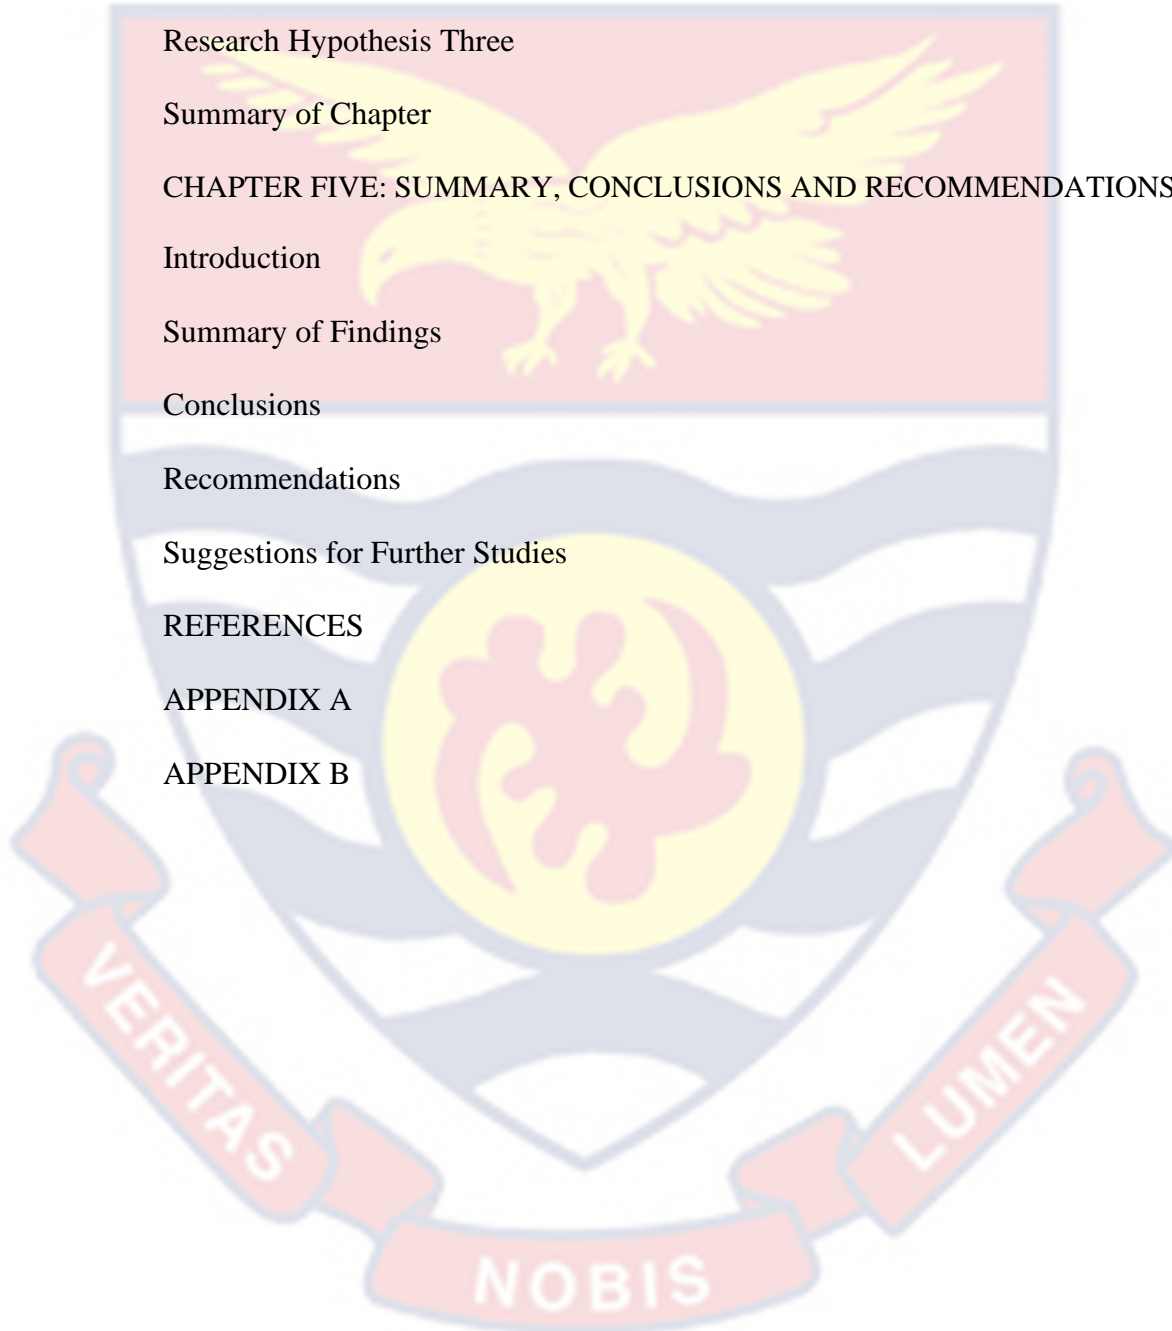 Research Hypothesis Three
Summary of Chapter
CHAPTER FIVE: SUMMARY, CONCLUSIONS AND RECOMMENDATIONS
Introduction
Summary of Findings
Conclusions
Recommendations
Suggestions for Further Studies
REFERENCES
APPENDIX A
APPENDIX B
VERITAS
NOBIS
LUMEN